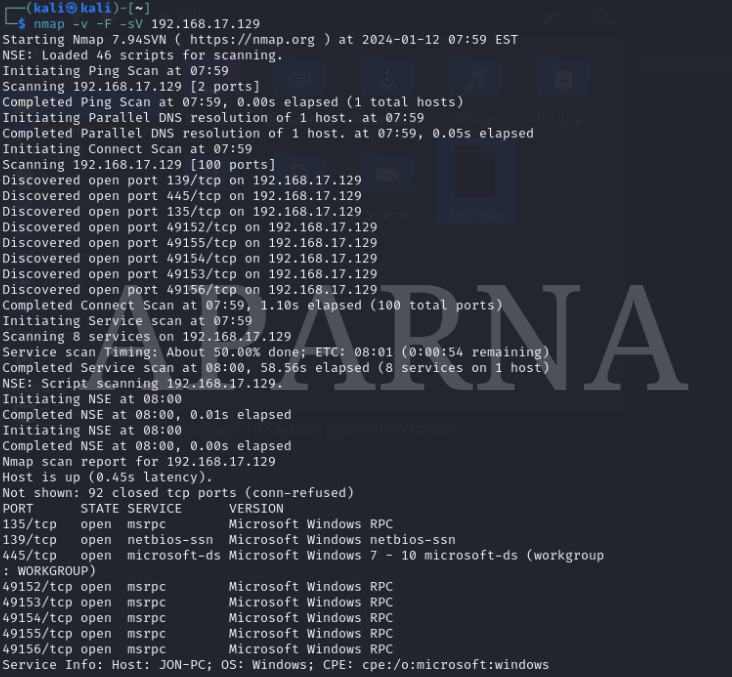 (kali㉿kali)-[~]
$ nmap -v -F -sV 192.168.17.129
Starting Nmap 7.94SVN ( https://nmap.org ) at 2024-01-12 07:59 EST
NSE: Loaded 46 scripts for scanning.
Initiating Ping Scan at 07:59
Scanning 192.168.17.129 [2 ports]
Completed Ping Scan at 07:59, 0.00s elapsed (1 total hosts)
Initiating Parallel DNS resolution of 1 host. at 07:59
Completed Parallel DNS resolution of 1 host. at 07:59, 0.05s elapsed
Initiating Connect Scan at 07:59
Scanning 192.168.17.129 [100 ports]
Discovered open port 139/tcp on 192.168.17.129
Discovered open port 445/tcp on 192.168.17.129
Discovered open port 135/tcp on 192.168.17.129
Discovered open port 49152/tcp on 192.168.17.129
Discovered open port 49155/tcp on 192.168.17.129
Discovered open port 49154/tcp on 192.168.17.129
Discovered open port 49153/tcp on 192.168.17.129
Discovered open port 49156/tcp on 192.168.17.129
Completed Connect Scan at 07:59, 1.10s elapsed (100 total ports)
Initiating Service scan at 07:59
Scanning 8 services on 192.168.17.129
Service scan Timing: About 50.00% done; ETC: 08:01 (0:00:54 remaining)
Completed Service scan at 08:00, 58.56s elapsed (8 services on 1 host)
NSE: Script scanning 192.168.17.129.
Initiating NSE at 08:00
Completed NSE at 08:00, 0.01s elapsed
Initiating NSE at 08:00
Completed NSE at 08:00, 0.00s elapsed
Nmap scan report for 192.168.17.129
Host is up (0.45s latency).
Not shown: 92 closed tcp ports (conn-refused)
PORT STATE SERVICE VERSION
135/tcp open msrpc Microsoft Windows RPC
139/tcp open netbios-ssn Microsoft Windows netbios-ssn
445/tcp open microsoft-ds Microsoft Windows 7 - 10 microsoft-ds (workgroup
: WORKGROUP)
49152/tcp open msrpc Microsoft Windows RPC
49153/tcp open msrpc Microsoft Windows RPC
49154/tcp open msrpc Microsoft Windows RPC
49155/tcp open msrpc Microsoft Windows RPC
49156/tcp open msrpc Microsoft Windows RPC
Service Info: Host: JON-PC; OS: Windows; CPE: cpe:/o:microsoft:windows
APARNA
Music
Pictures
Videos